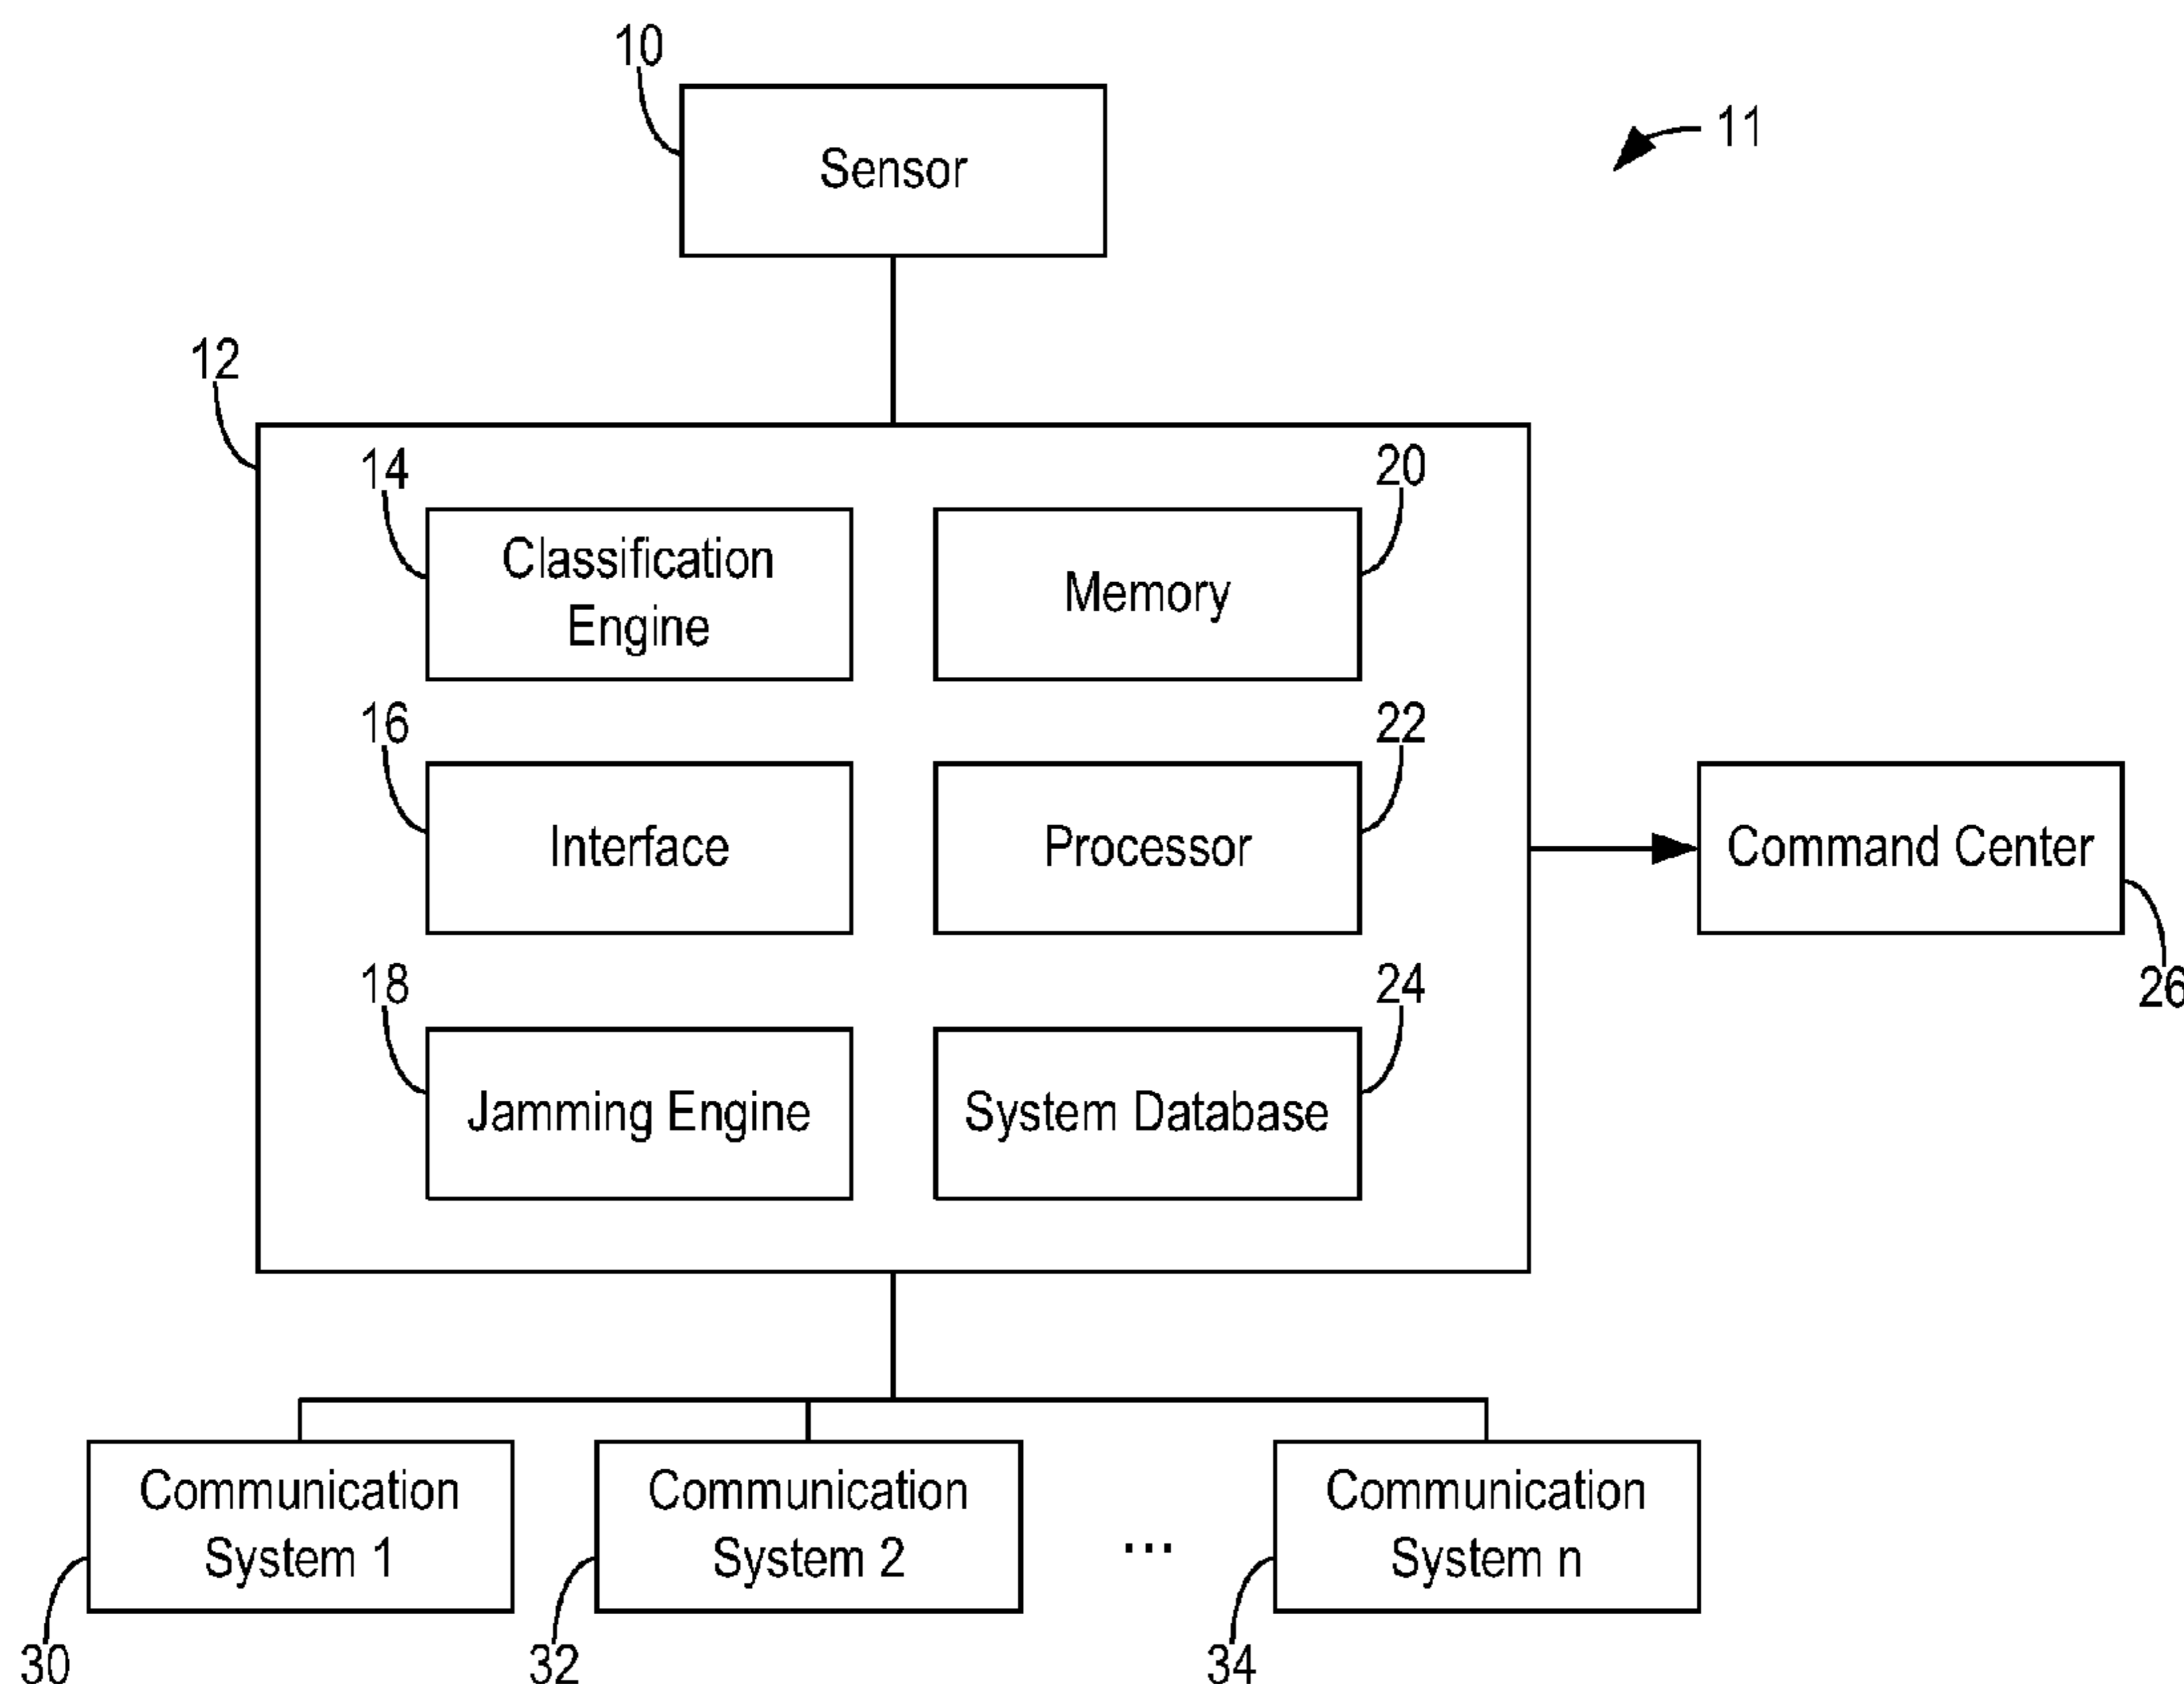 10
Sensor
11
12
14
Classification
Engine
20
Memory
16
Interface
22
Processor
Command Center
26
18
Jamming Engine
24
System Database
Communication
System 1
30
Communication
System 2
32
...
Communication
System n
34